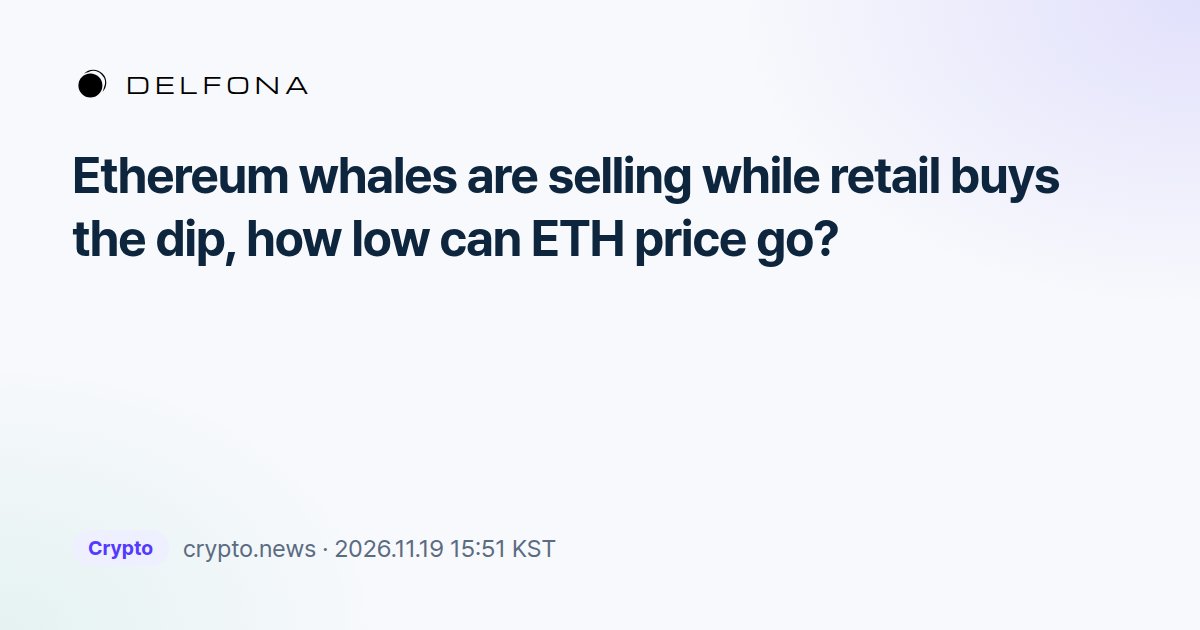 DELFONA
Ethereum whales are selling while retail buys
the dip, how low can ETH price go?
Crypto crypto.news · 2026.11.19 15:51 KST